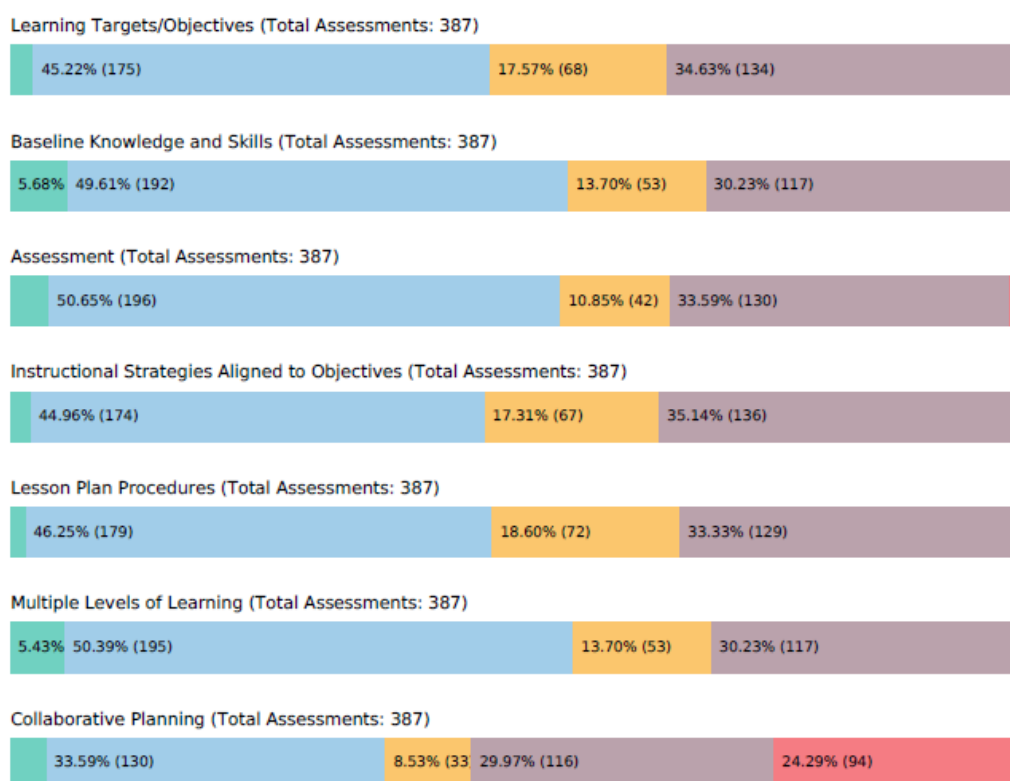 Learning Targets/Objectives (Total Assessments: 387)
45.22% (175) 17.57% (68) 34.63% (134)
Baseline Knowledge and Skills (Total Assessments: 387)
5.68% 49.61% (192) 13.70% (53) 30.23% (117)
Assessment (Total Assessments: 387)
50.65% (196) 10.85% (42) 33.59% (130)
Instructional Strategies Aligned to Objectives (Total Assessments: 387)
44.96% (174) 17.31% (67) 35.14% (136)
Lesson Plan Procedures (Total Assessments: 387)
46.25% (179) 18.60% (72) 33.33% (129)
Multiple Levels of Learning (Total Assessments: 387)
5.43% 50.39% (195) 13.70% (53) 30.23% (117)
Collaborative Planning (Total Assessments: 387)
33.59% (130) 8.53% (33 29.97% (116) 24.29% (94)